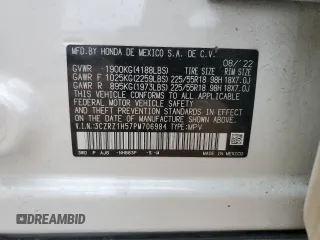 MFD. BY HONDA DE MEXICO S.A. DE C.V.
08/'22
GVWR 1900KG(4188LBS) TIRE SIZE RIM SIZE
GAWR F 1025KG(2259LBS) 225/55R18 98H 18X7.0J
GAWR R 895KG(1973LBS) 225/55R18 98H 18X7.0J
THIS VEHICLE CONFORMS TO ALL APPLICABLE
FEDERAL MOTOR VEHICLE SAFETY, BUMPER, AND
THEFT PREVENTION STANDARDS IN EFFECT ON THE
DATE OF MANUFACTURE SHOWN ABOVE.
V.I.N.:3CZRZ1H57PM706984 TYPE: MPV
MADE IN MEXICO